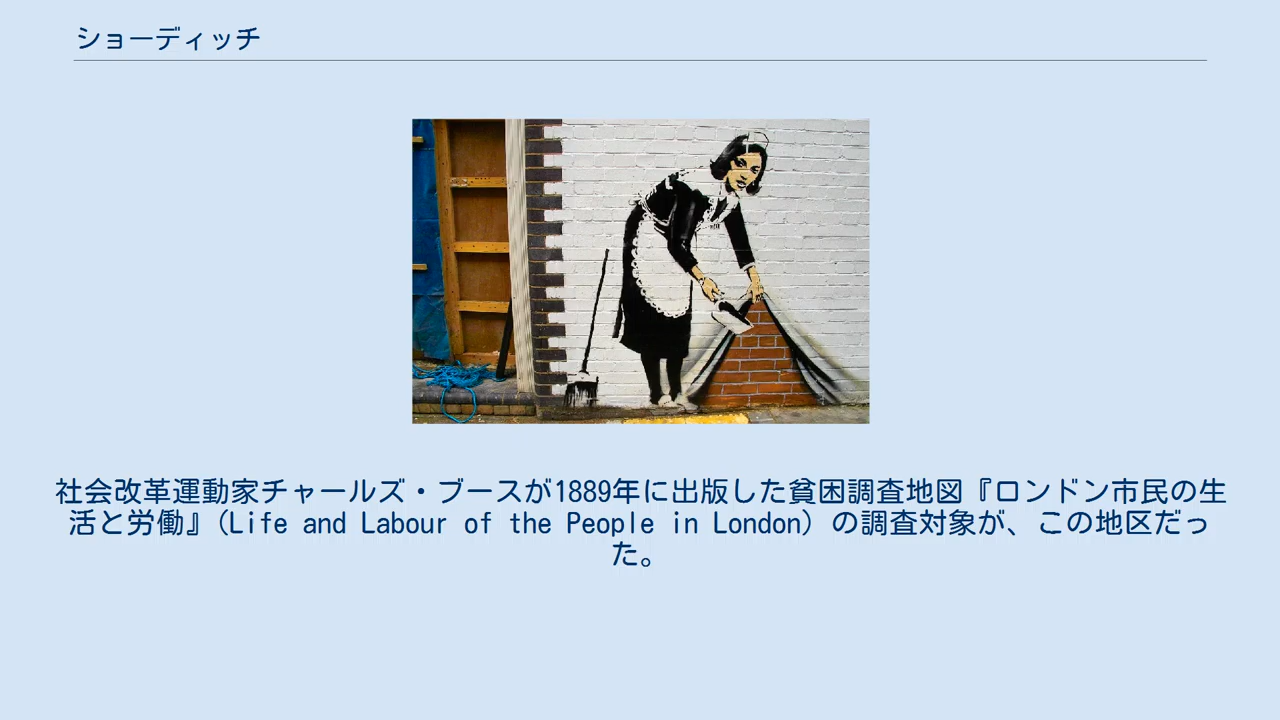 ショーディッチ
社会改革運動家チャールズ・ブースが1889年に出版した貧困調査地図『ロンドン市民の生
活と労働』(Life and Labour of the People in London) の調査対象が、この地区だっ
た。